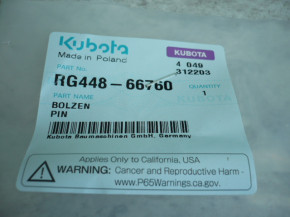 Kubota
KUBOTA
Made in Poland
4 049
PART No.
312203
RG448-66760
QUANTITY
PART NAME
1
BOLZEN
PIN
Kubota Baumaschinen GmbH, Germany
Applies Only to California, USA
WARNING: Cancer and Reproductive Harm -
www.P65Warnings.ca.gov.